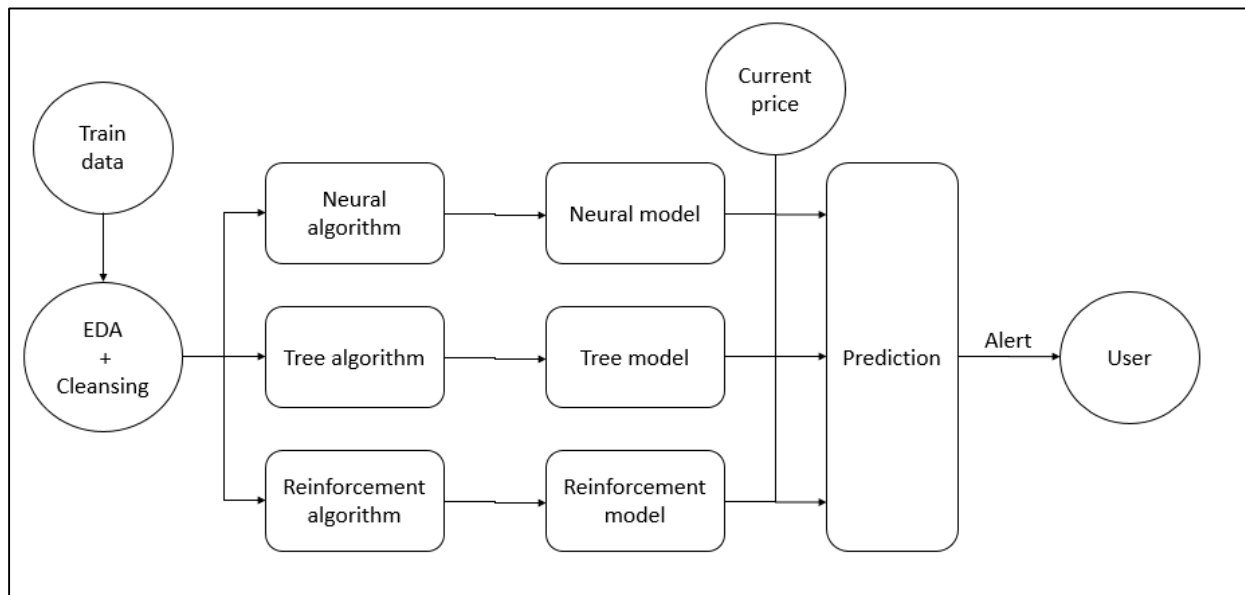 Train
data
EDA
+
Cleansing
Neural
algorithm
Tree algorithm
Reinforcement
algorithm
Neural model
Tree model
Reinforcement
model
Current
price
Prediction
Alert
User